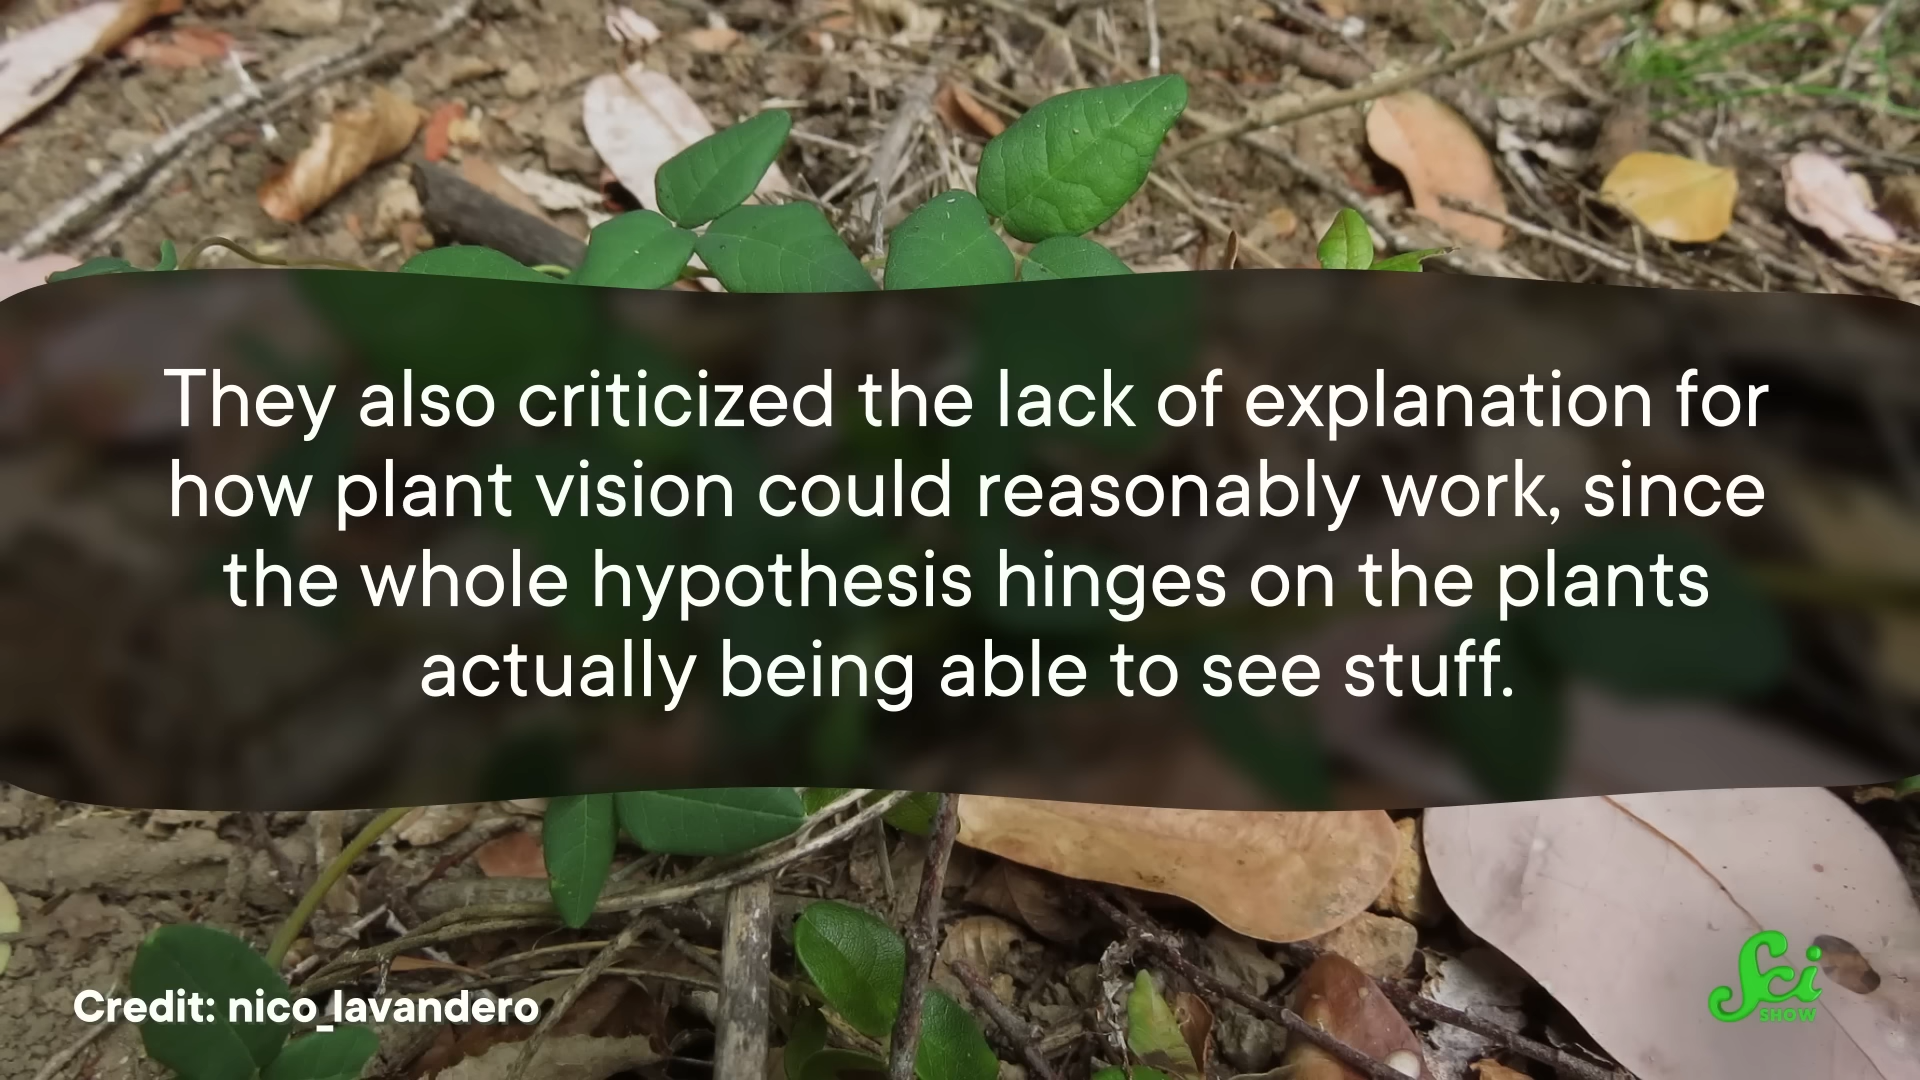 They also criticized the lack of explanation for
how plant vision could reasonably work, since
the whole hypothesis hinges on the plants
actually being able to see stuff.
Credit: nico_lavandero
Sci
SHOW